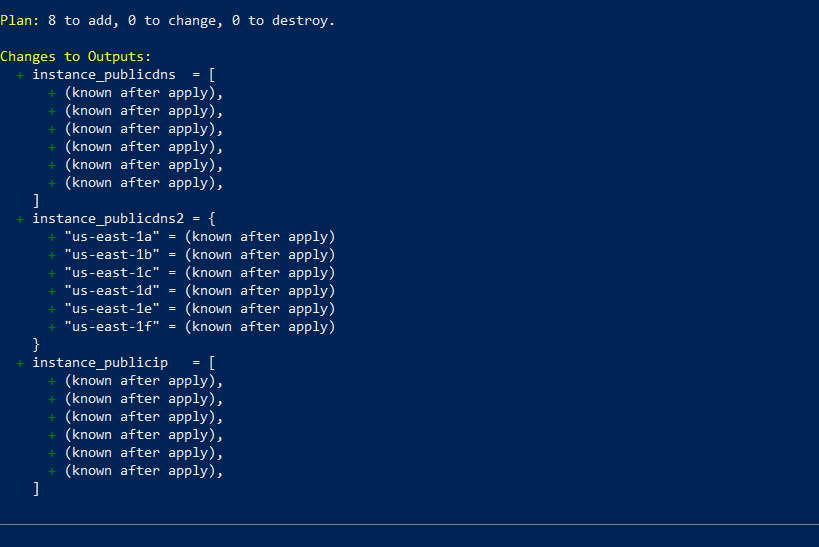 Plan: 8 to add, 0 to change, 0 to destroy.
Changes to Outputs:
+ instance_publicdns  = [
+ (known after apply),
+ (known after apply),
+ (known after apply),
+ (known after apply),
+ (known after apply),
+ (known after apply),
]
+ instance_publicdns2 = {
+ "us-east-1a" = (known after apply)
+ "us-east-1b" = (known after apply)
+ "us-east-1c" = (known after apply)
+ "us-east-1d" = (known after apply)
+ "us-east-1e" = (known after apply)
+ "us-east-1f" = (known after apply)
}
+ instance_publicip   = [
+ (known after apply),
+ (known after apply),
+ (known after apply),
+ (known after apply),
+ (known after apply),
+ (known after apply),
]